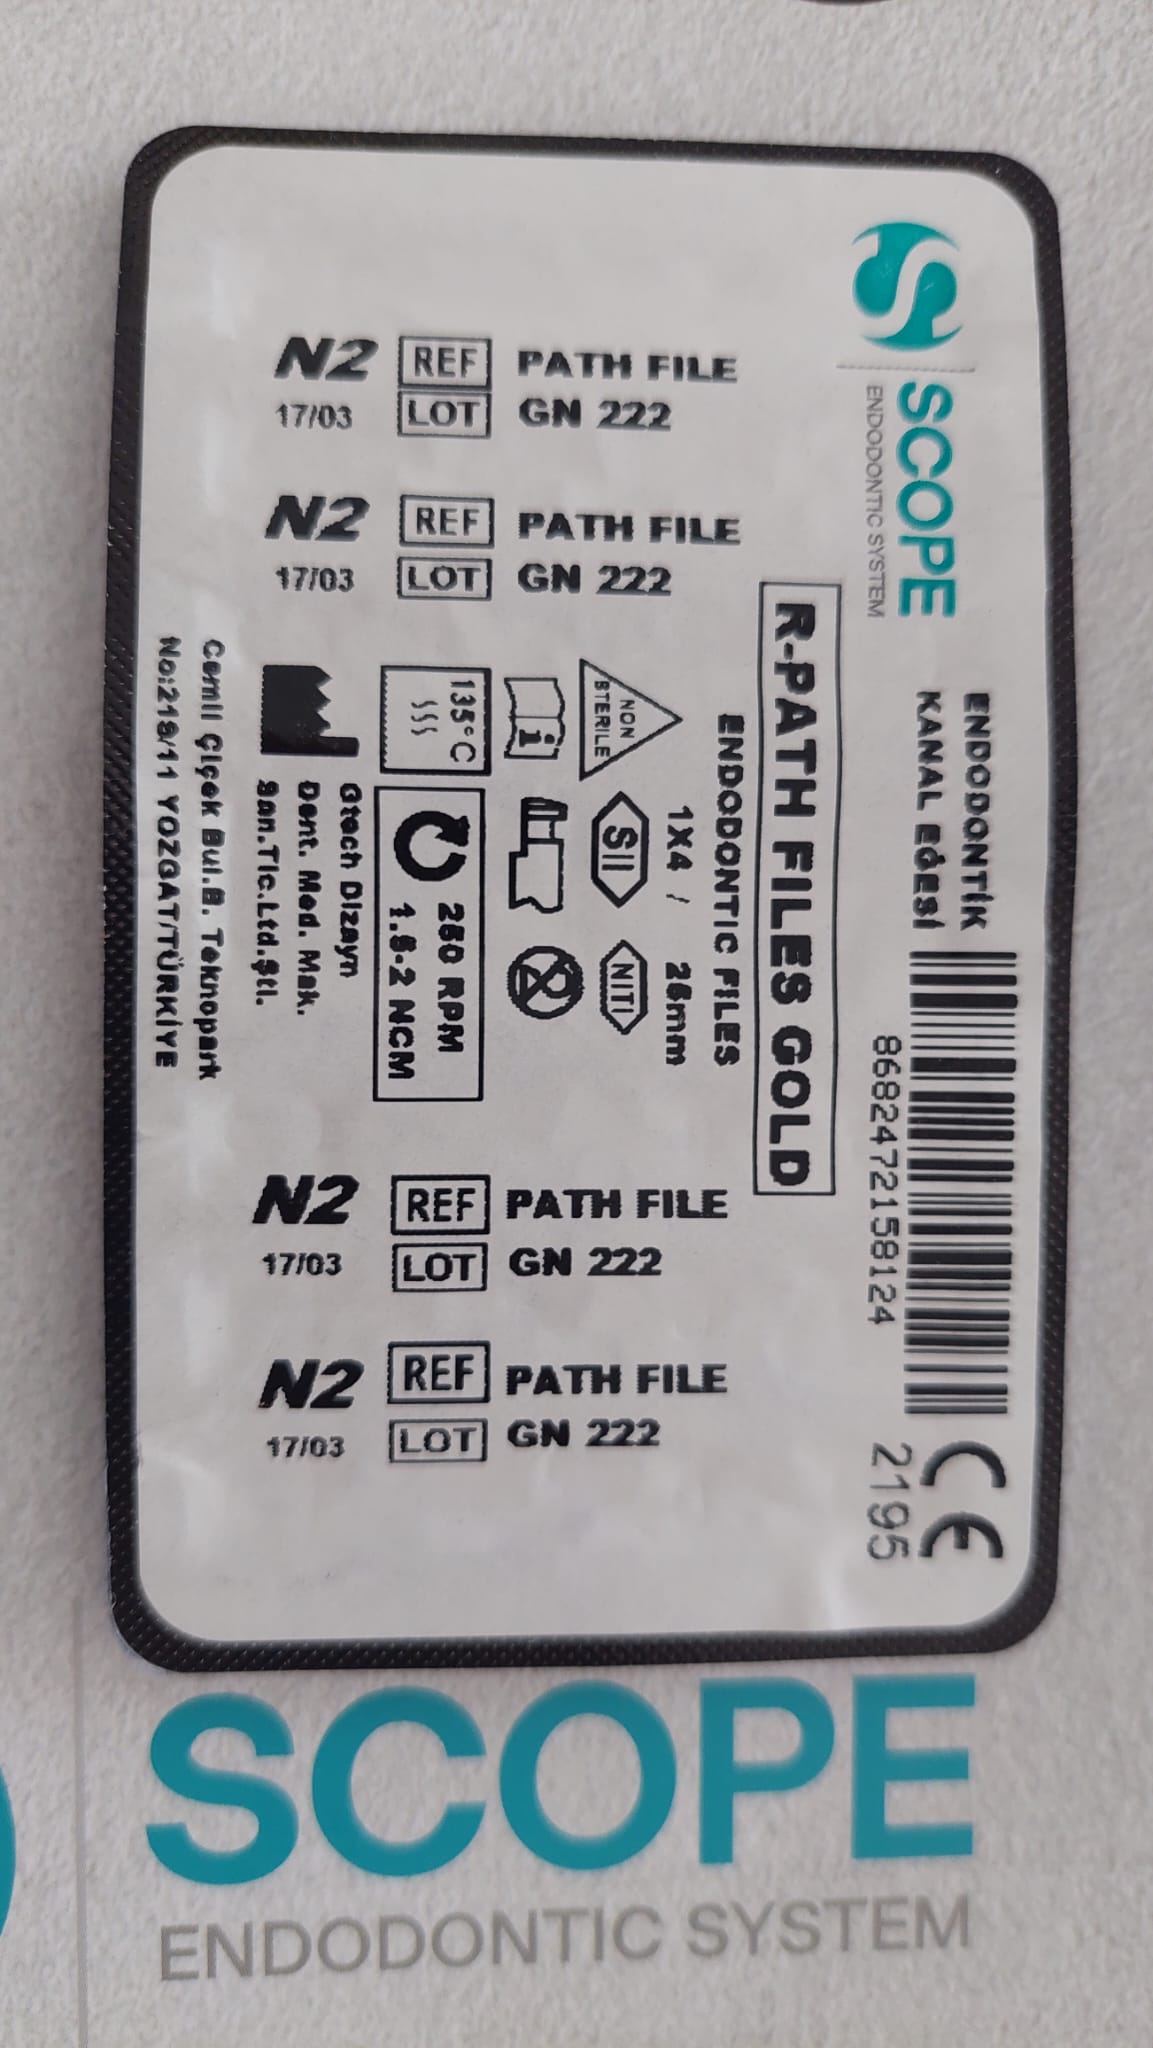 SCOPE
ENDODONTIC SYSTEM
ENDODONTİK
KANAL EĞESİ
8682472158124
CE
2195
R-PATH FILES GOLD
ENDODONTIC FILES
1X4 / 25mm
NON
STERILE
SII
NITI
135°C
250 RPM
1.5-2 NCM
Gtech Dizayn
Dent. Med. Mak.
San.Tic.Ltd.Şti.
Cemil Çiçek Bul.B. Teknopark
No:218/11 YOZGAT/TÜRKİYE
N2 REF PATH FILE
17/03 LOT GN 222
N2 REF PATH FILE
17/03 LOT GN 222
N2 REF PATH FILE
17/03 LOT GN 222
N2 REF PATH FILE
17/03 LOT GN 222
SCOPE
ENDODONTIC SYSTEM